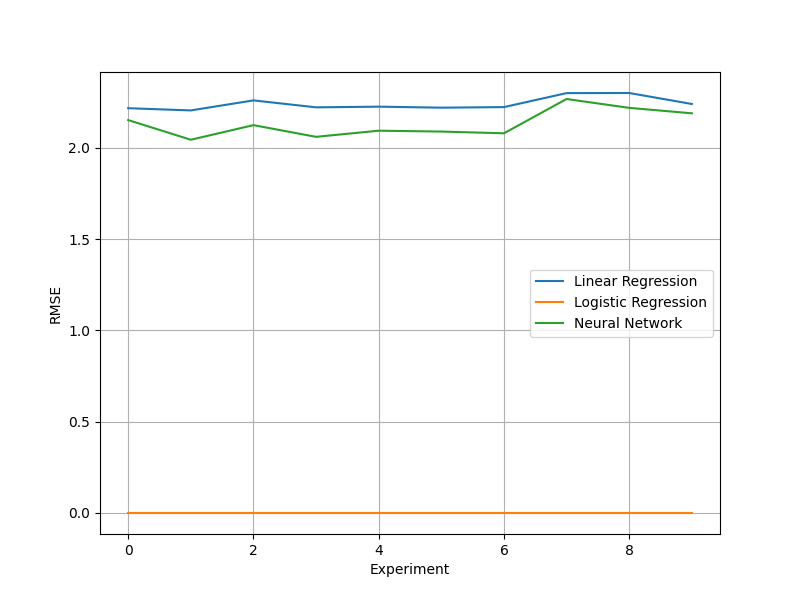 2.0
1.5
1.0
0.5
0.0
RMSE
Linear Regression
Logistic Regression
Neural Network
0 2 4 6 8
Experiment